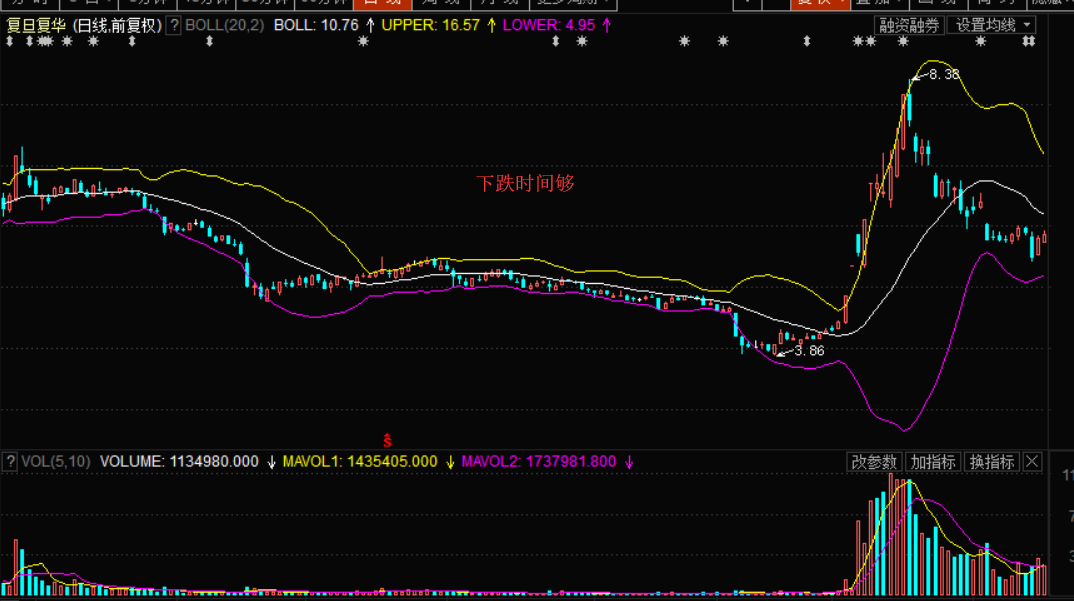 复旦复华 (日线,前复权) ? BOLL(20,2) BOLL: 10.76 ↑ UPPER: 16.57 ↑ LOWER: 4.95 ↑ 融资融券 设置均线
8.38
下跌时间够
3.86
Ŝ
? VOL(5,10) VOLUME: 1134980.000 ↓ MAVOL1: 1435405.000 ↓ MAVOL2: 1737981.800 ↓ 改参数 加指标 换指标 ×